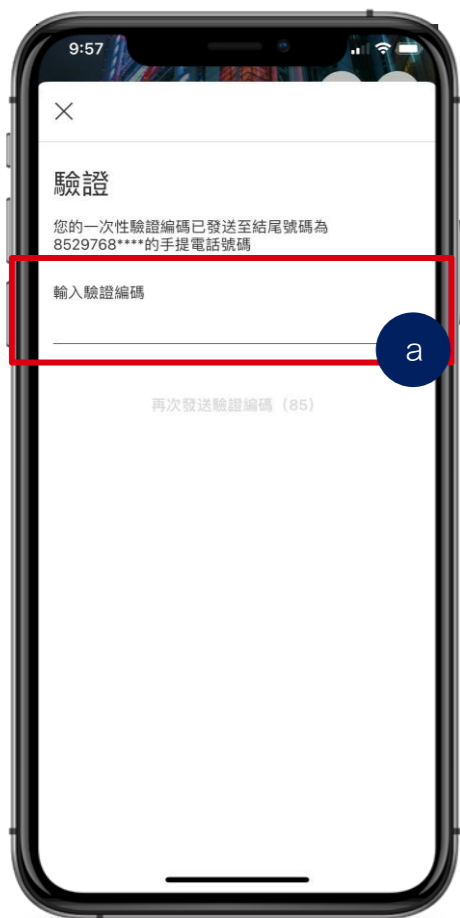 9:57
驗證
您的一次性驗證編碼已發送至結尾號碼為
8529768****的手提電話號碼
輸入驗證編碼
a
再次發送驗證編碼 (85)